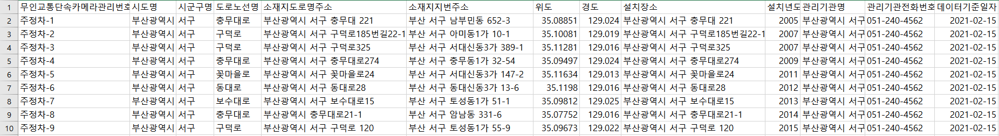 1 무인교통단속카메라관리번호 시도명 시군구명 도로노선명 소재지도로명주소 소재지지번주소 위도 경도 설치장소 설치년도 관리기관명 관리기관전화번호 데이터기준일자
2 주정차-1 부산광역시 서구 충무대로 부산광역시 서구 충무대 221 부산 서구 남부민동 652-3 35.08851 129.024 부산광역시 서구 충무대 221 2005 부산광역시 서구 051-240-4562 2021-02-15
3 주정차-2 부산광역시 서구 구덕로 부산광역시 서구 구덕로185번길22-1 부산 서구 아미동1가 10-1 35.10081 129.019 부산광역시 서구 구덕로185번길22-1 2007 부산광역시 서구 051-240-4562 2021-02-15
4 주정차-3 부산광역시 서구 구덕로 부산광역시 서구 구덕로325 부산 서구 서대신동3가 389-1 35.11281 129.016 부산광역시 서구 구덕로325 2007 부산광역시 서구 051-240-4562 2021-02-15
5 주정차-4 부산광역시 서구 충무대로 부산광역시 서구 충무대로274 부산 서구 충무동1가 32-54 35.09497 129.024 부산광역시 서구 충무대로274 2009 부산광역시 서구 051-240-4562 2021-02-15
6 주정차-5 부산광역시 서구 꽃마을로 부산광역시 서구 꽃마을로24 부산 서구 서대신동3가 147-2 35.11634 129.013 부산광역시 서구 꽃마을로24 2011 부산광역시 서구 051-240-4562 2021-02-15
7 주정차-6 부산광역시 서구 동대로 부산광역시 서구 동대로28 부산 서구 동대신동3가 13-6 35.1198 129.016 부산광역시 서구 동대로28 2012 부산광역시 서구 051-240-4562 2021-02-15
8 주정차-7 부산광역시 서구 보수대로 부산광역시 서구 보수대로15 부산 서구 토성동1가 51-1 35.09812 129.025 부산광역시 서구 보수대로15 2013 부산광역시 서구 051-240-4562 2021-02-15
9 주정차-8 부산광역시 서구 충무대로 부산광역시 충무대로21-1 부산 서구 암남동 331-6 35.07752 129.016 부산광역시 서구 충무대로21-1 2014 부산광역시 서구 051-240-4562 2021-02-15
10 주정차-9 부산광역시 서구 구덕로 부산광역시 서구 구덕로 120 부산 서구 토성동1가 55-9 35.09673 129.022 부산광역시 서구 구덕로 120 2015 부산광역시 서구 051-240-4562 2021-02-15